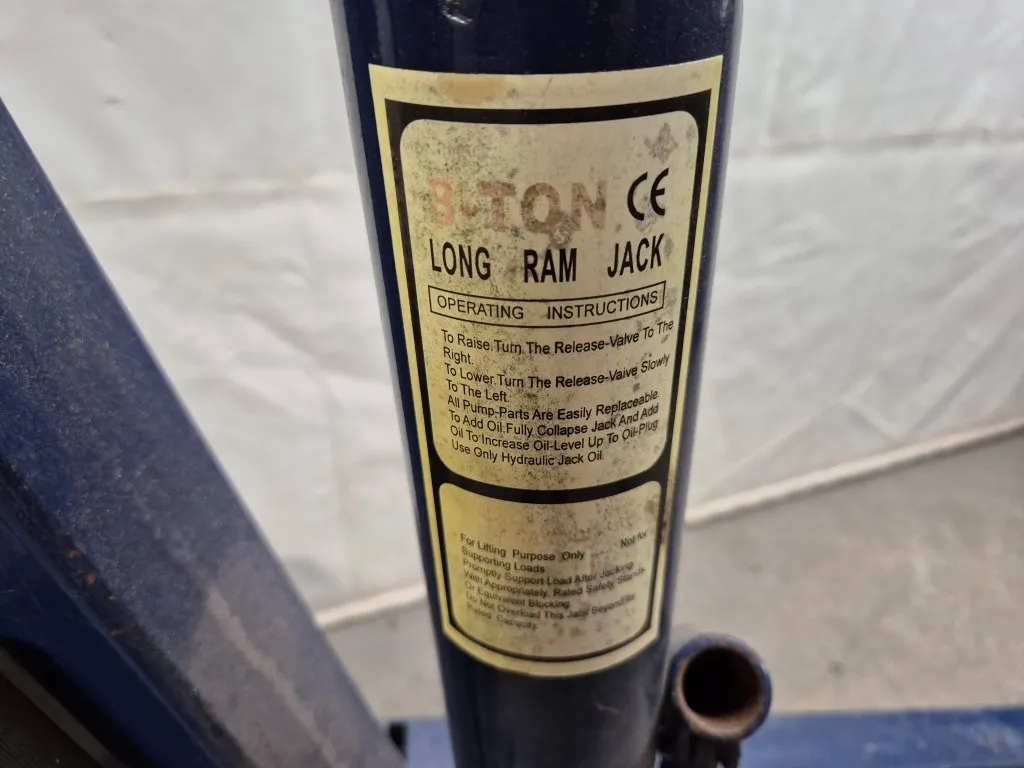 8-TON CE
LONG RAM JACK
OPERATING INSTRUCTIONS
To Raise.Turn The Release-Valve To The
Right.
To Lower.Turn The Release-Vaive Slowly
To The Left.
All Pump-Parts Are Easily Replaceable.
To Add Oil:Fully Collapse Jack And Add
Oil To Increase Oil-Level Up To Oil-Plug
Use Only Hydraulic Jack Oil.
For Lifting Purpose Only ------ Not for
Supporting Loads
Promptly Support Load After Jacking
With Appropriately. Rated Safety Stands
Or Equivalent Blocking
Do Not Overload This Jack Beyond Its
Rated Capacity.